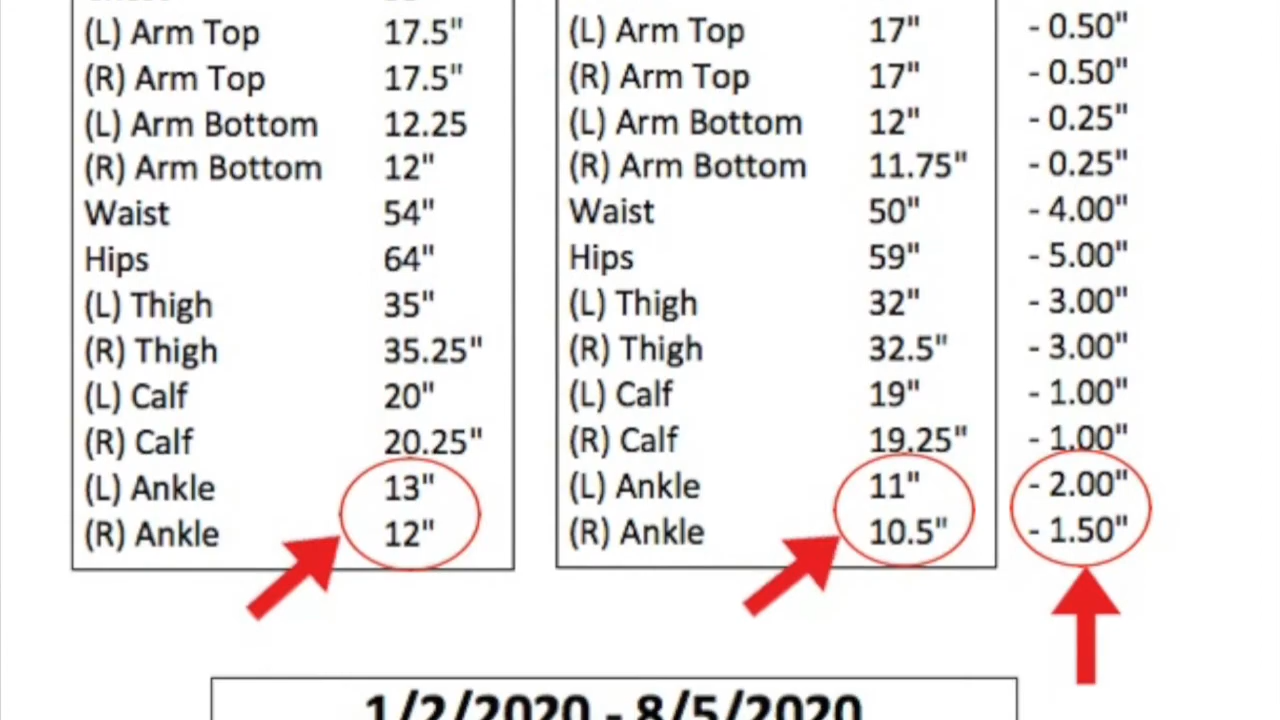 (L) Arm Top 17.5" (L) Arm Top 17" - 0.50"
(R) Arm Top 17.5" (R) Arm Top 17" - 0.50"
(L) Arm Bottom 12.25 (L) Arm Bottom 12" - 0.25"
(R) Arm Bottom 12" (R) Arm Bottom 11.75" - 0.25"
Waist 54" Waist 50" - 4.00"
Hips 64" Hips 59" - 5.00"
(L) Thigh 35" (L) Thigh 32" - 3.00"
(R) Thigh 35.25" (R) Thigh 32.5" - 3.00"
(L) Calf 20" (L) Calf 19" - 1.00"
(R) Calf 20.25" (R) Calf 19.25" - 1.00"
(L) Ankle 13" (L) Ankle 11" - 2.00"
(R) Ankle 12" (R) Ankle 10.5" - 1.50"
1/2/2020 - 8/5/2020